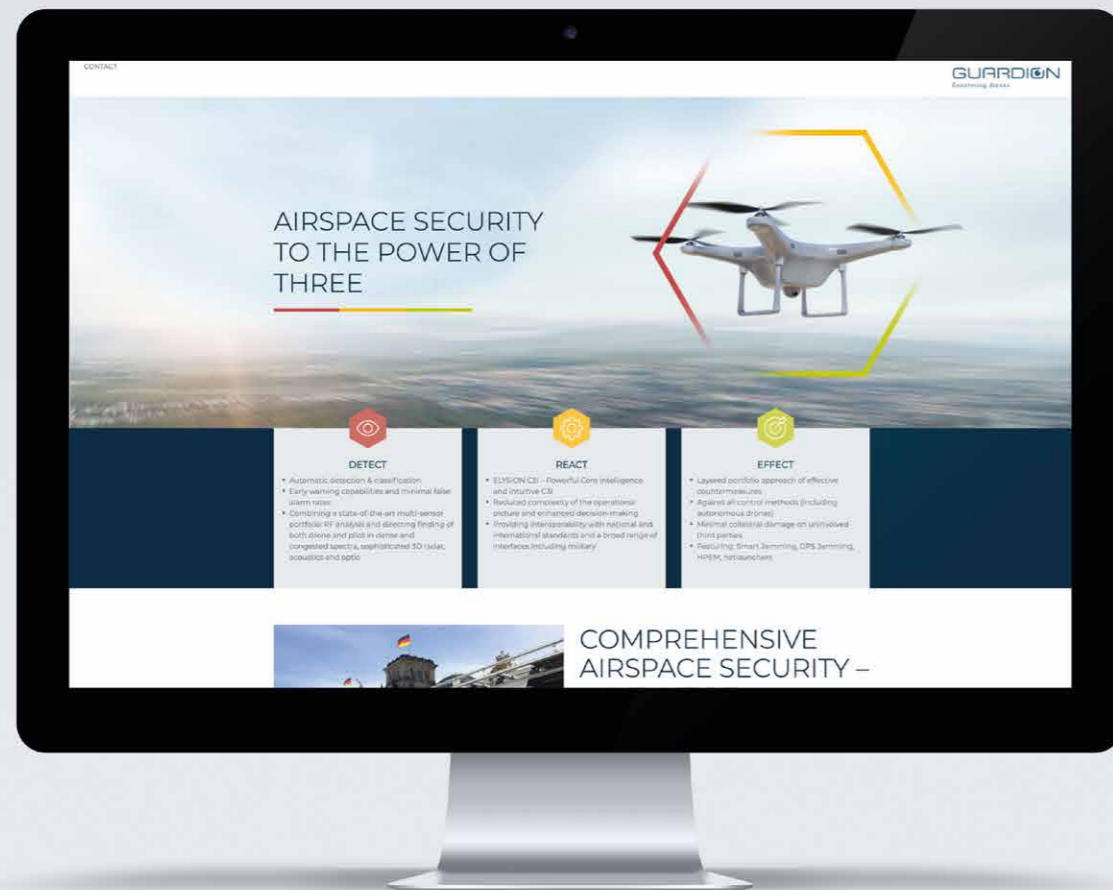 CONTACT
GUARDION
Governing drones
AIRSPACE SECURITY
TO THE POWER OF
THREE
DETECT
• Automatic detection & classification
• Early warning capabilities and minimal false
alarm rates
• Combining a state-of-the-art multi-sensor
portfolio: RF analysis and directing finding of
both drone and pilot in dense and
congested spectra, sophisticated 3D radar,
acoustics and optic
REACT
• ELYSION C3I – Powerful Core Intelligence
and intuitive C3I
• Reduced complexity of the operational
picture and enhanced decision-making
• Providing interoperability with national and
international standards and a broad range of
interfaces including military
EFFECT
• Layered portfolio approach of effective
countermeasures
• Against all control methods (including
autonomous drones)
• Minimal collateral damage on uninvolved
third parties
• Featuring: Smart Jamming, GPS Jamming,
HPEM, netlaunchers
COMPREHENSIVE
AIRSPACE SECURITY –